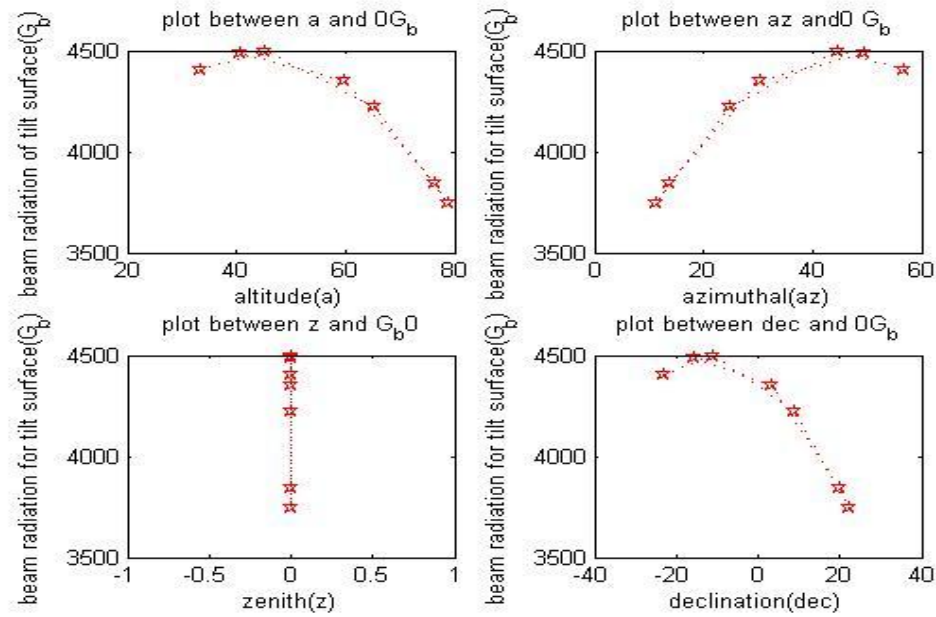 plot between a and 0G_b
beam radiation of tilt surface(G_b)
4500
4000
3500
20
40
60
80
altitude(a)
plot between az and0 G_b
beam radiation for tilt surface(G_b)
4500
4000
3500
0
20
40
60
azimuthal(az)
plot between z and G_b0
beam radiation for tilt surface(G_b)
4500
4000
3500
-1
-0.5
0
0.5
1
zenith(z)
plot between dec and 0G_b
beam radiation for tilt surface(G_b)
4500
4000
3500
-40
-20
0
20
40
declination(dec)